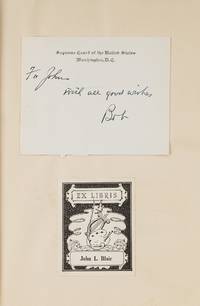 Supreme Court of the United States
Washington, D.C.
To John,
With all good wishes
Bob
EX LIBRIS
John L. Blair